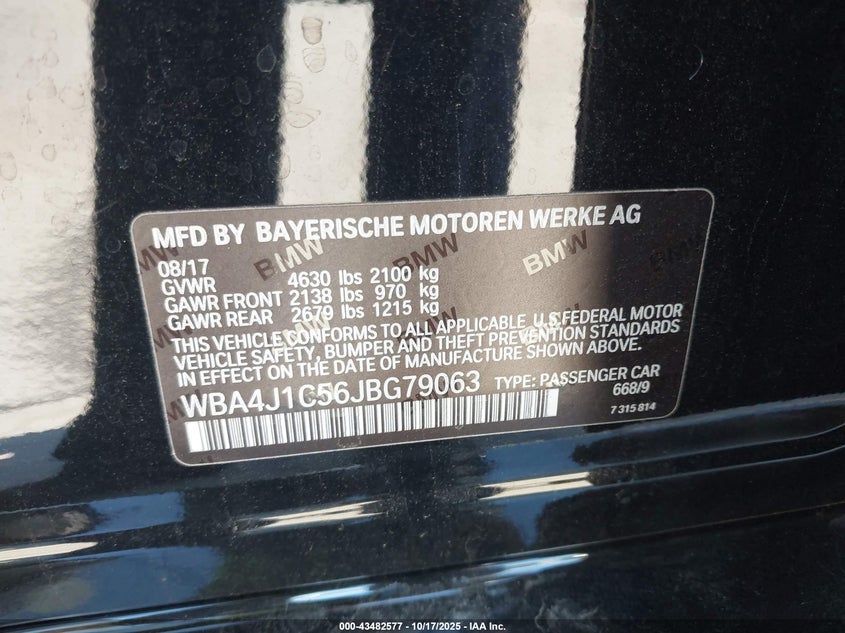 MFD BY BAYERISCHE MOTOREN WERKE AG
08/17
GVWR 4630 lbs 2100 kg
GAWR FRONT 2138 lbs 970 kg
GAWR REAR 2679 lbs 1215 kg
THIS VEHICLE CONFORMS TO ALL APPLICABLE U.S.FEDERAL MOTOR
VEHICLE SAFETY, BUMPER AND THEFT PREVENTION STANDARDS
IN EFFECT ON THE DATE OF MANUFACTURE SHOWN ABOVE.
WBA4J1C56JBG79063 TYPE: PASSENGER CAR
668/9
7 315 814
BMW BMW BMW
000-43482577 - 10/17/2025 - IAA Inc.